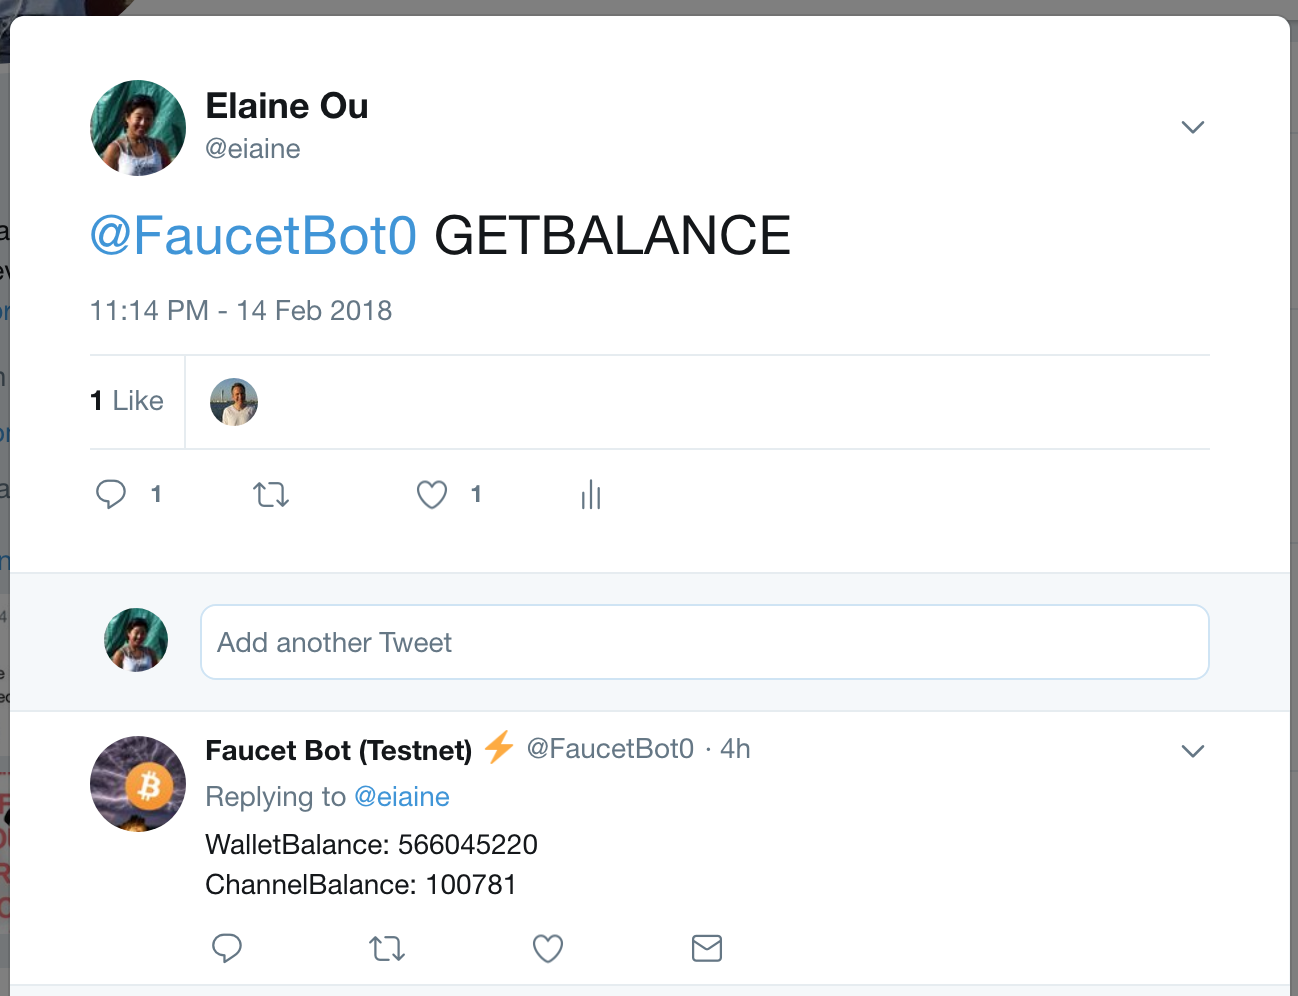 Elaine Ou
@eiaine
@FaucetBot0 GETBALANCE
11:14 PM - 14 Feb 2018
1 Like
1 1
Add another Tweet
Faucet Bot (Testnet) ⚡ @FaucetBot0 · 4h
Replying to @eiaine
WalletBalance: 566045220
ChannelBalance: 100781